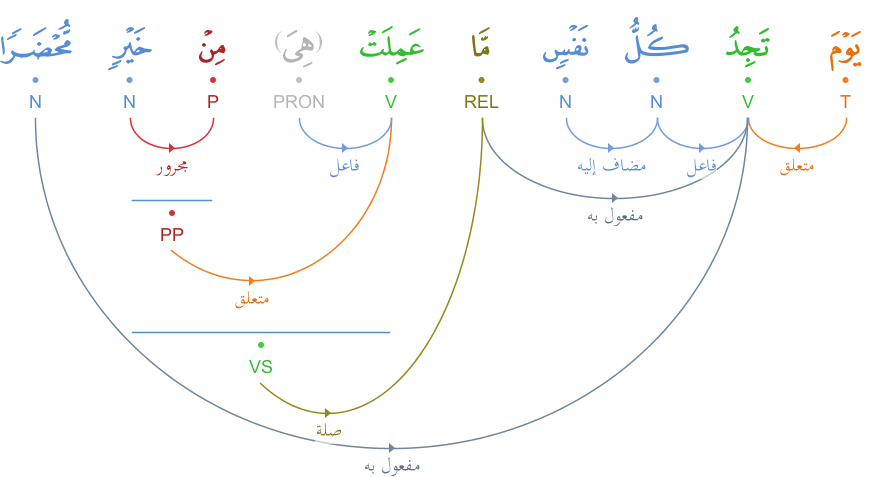 يَوْمَ تَجِدُ كُلُّ نَفْسٍ مَّا عَمِلَتْ (هِيَ) مِنْ خَيْرٍ مُّحْضَرًا
T V N N REL V PRON P N N
متعلق فاعل مضاف إليه فاعل مجرور
مفعول به
PP
متعلق
VS
صلة
مفعول به